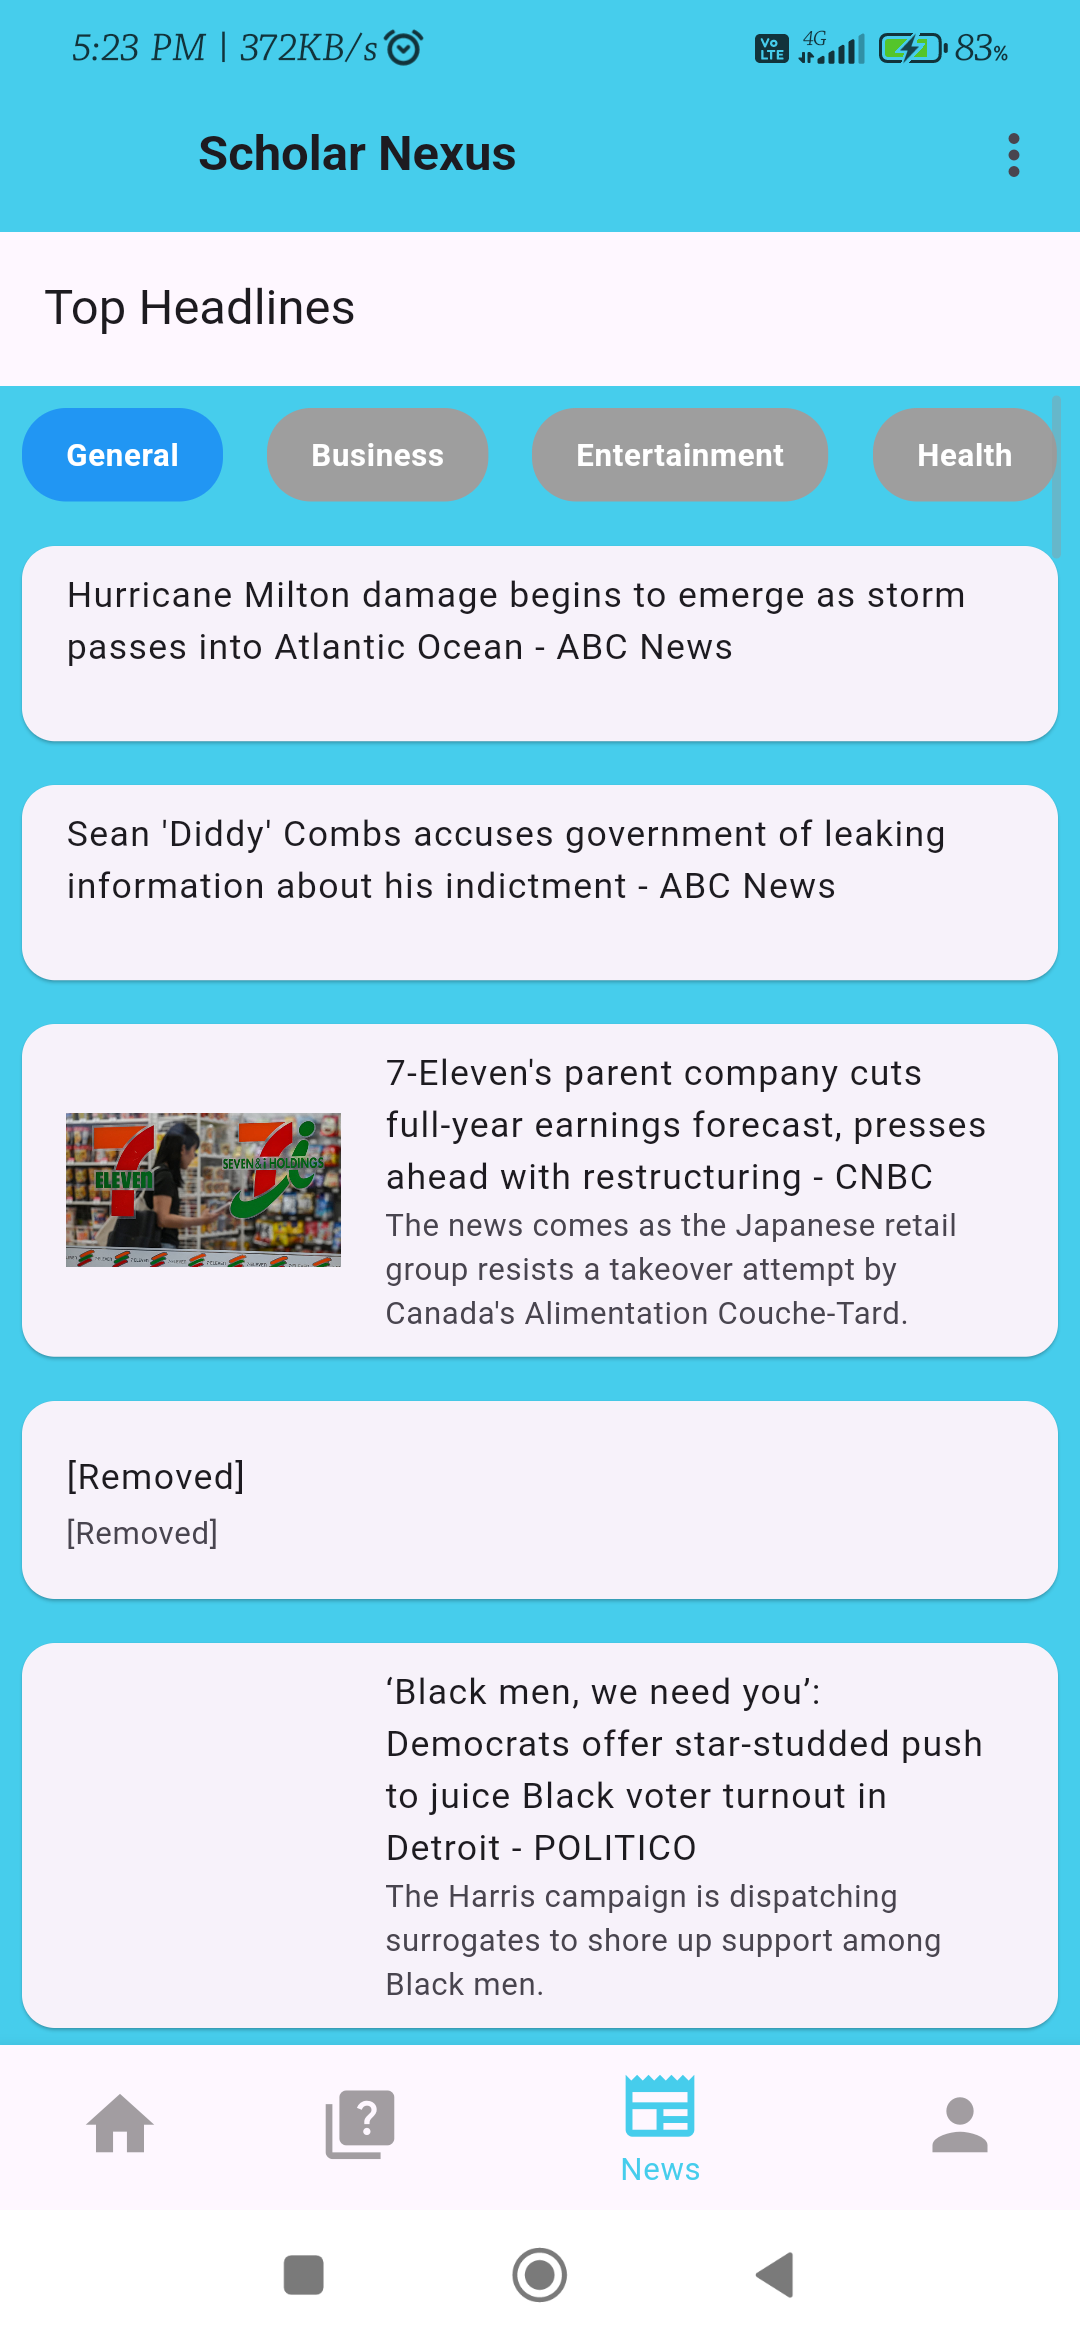 5:23 PM | 372KB/s
Vo LTE 4G 83%
Scholar Nexus
Top Headlines
General Business Entertainment Health
Hurricane Milton damage begins to emerge as storm
passes into Atlantic Ocean - ABC News
Sean 'Diddy' Combs accuses government of leaking
information about his indictment - ABC News
7-Eleven's parent company cuts
full-year earnings forecast, presses
ahead with restructuring - CNBC
The news comes as the Japanese retail
group resists a takeover attempt by
Canada's Alimentation Couche-Tard.
ELEVEN
SEVEN&i HOLDINGS
[Removed]
[Removed]
‘Black men, we need you’:
Democrats offer star-studded push
to juice Black voter turnout in
Detroit - POLITICO
The Harris campaign is dispatching
surrogates to shore up support among
Black men.
?
News